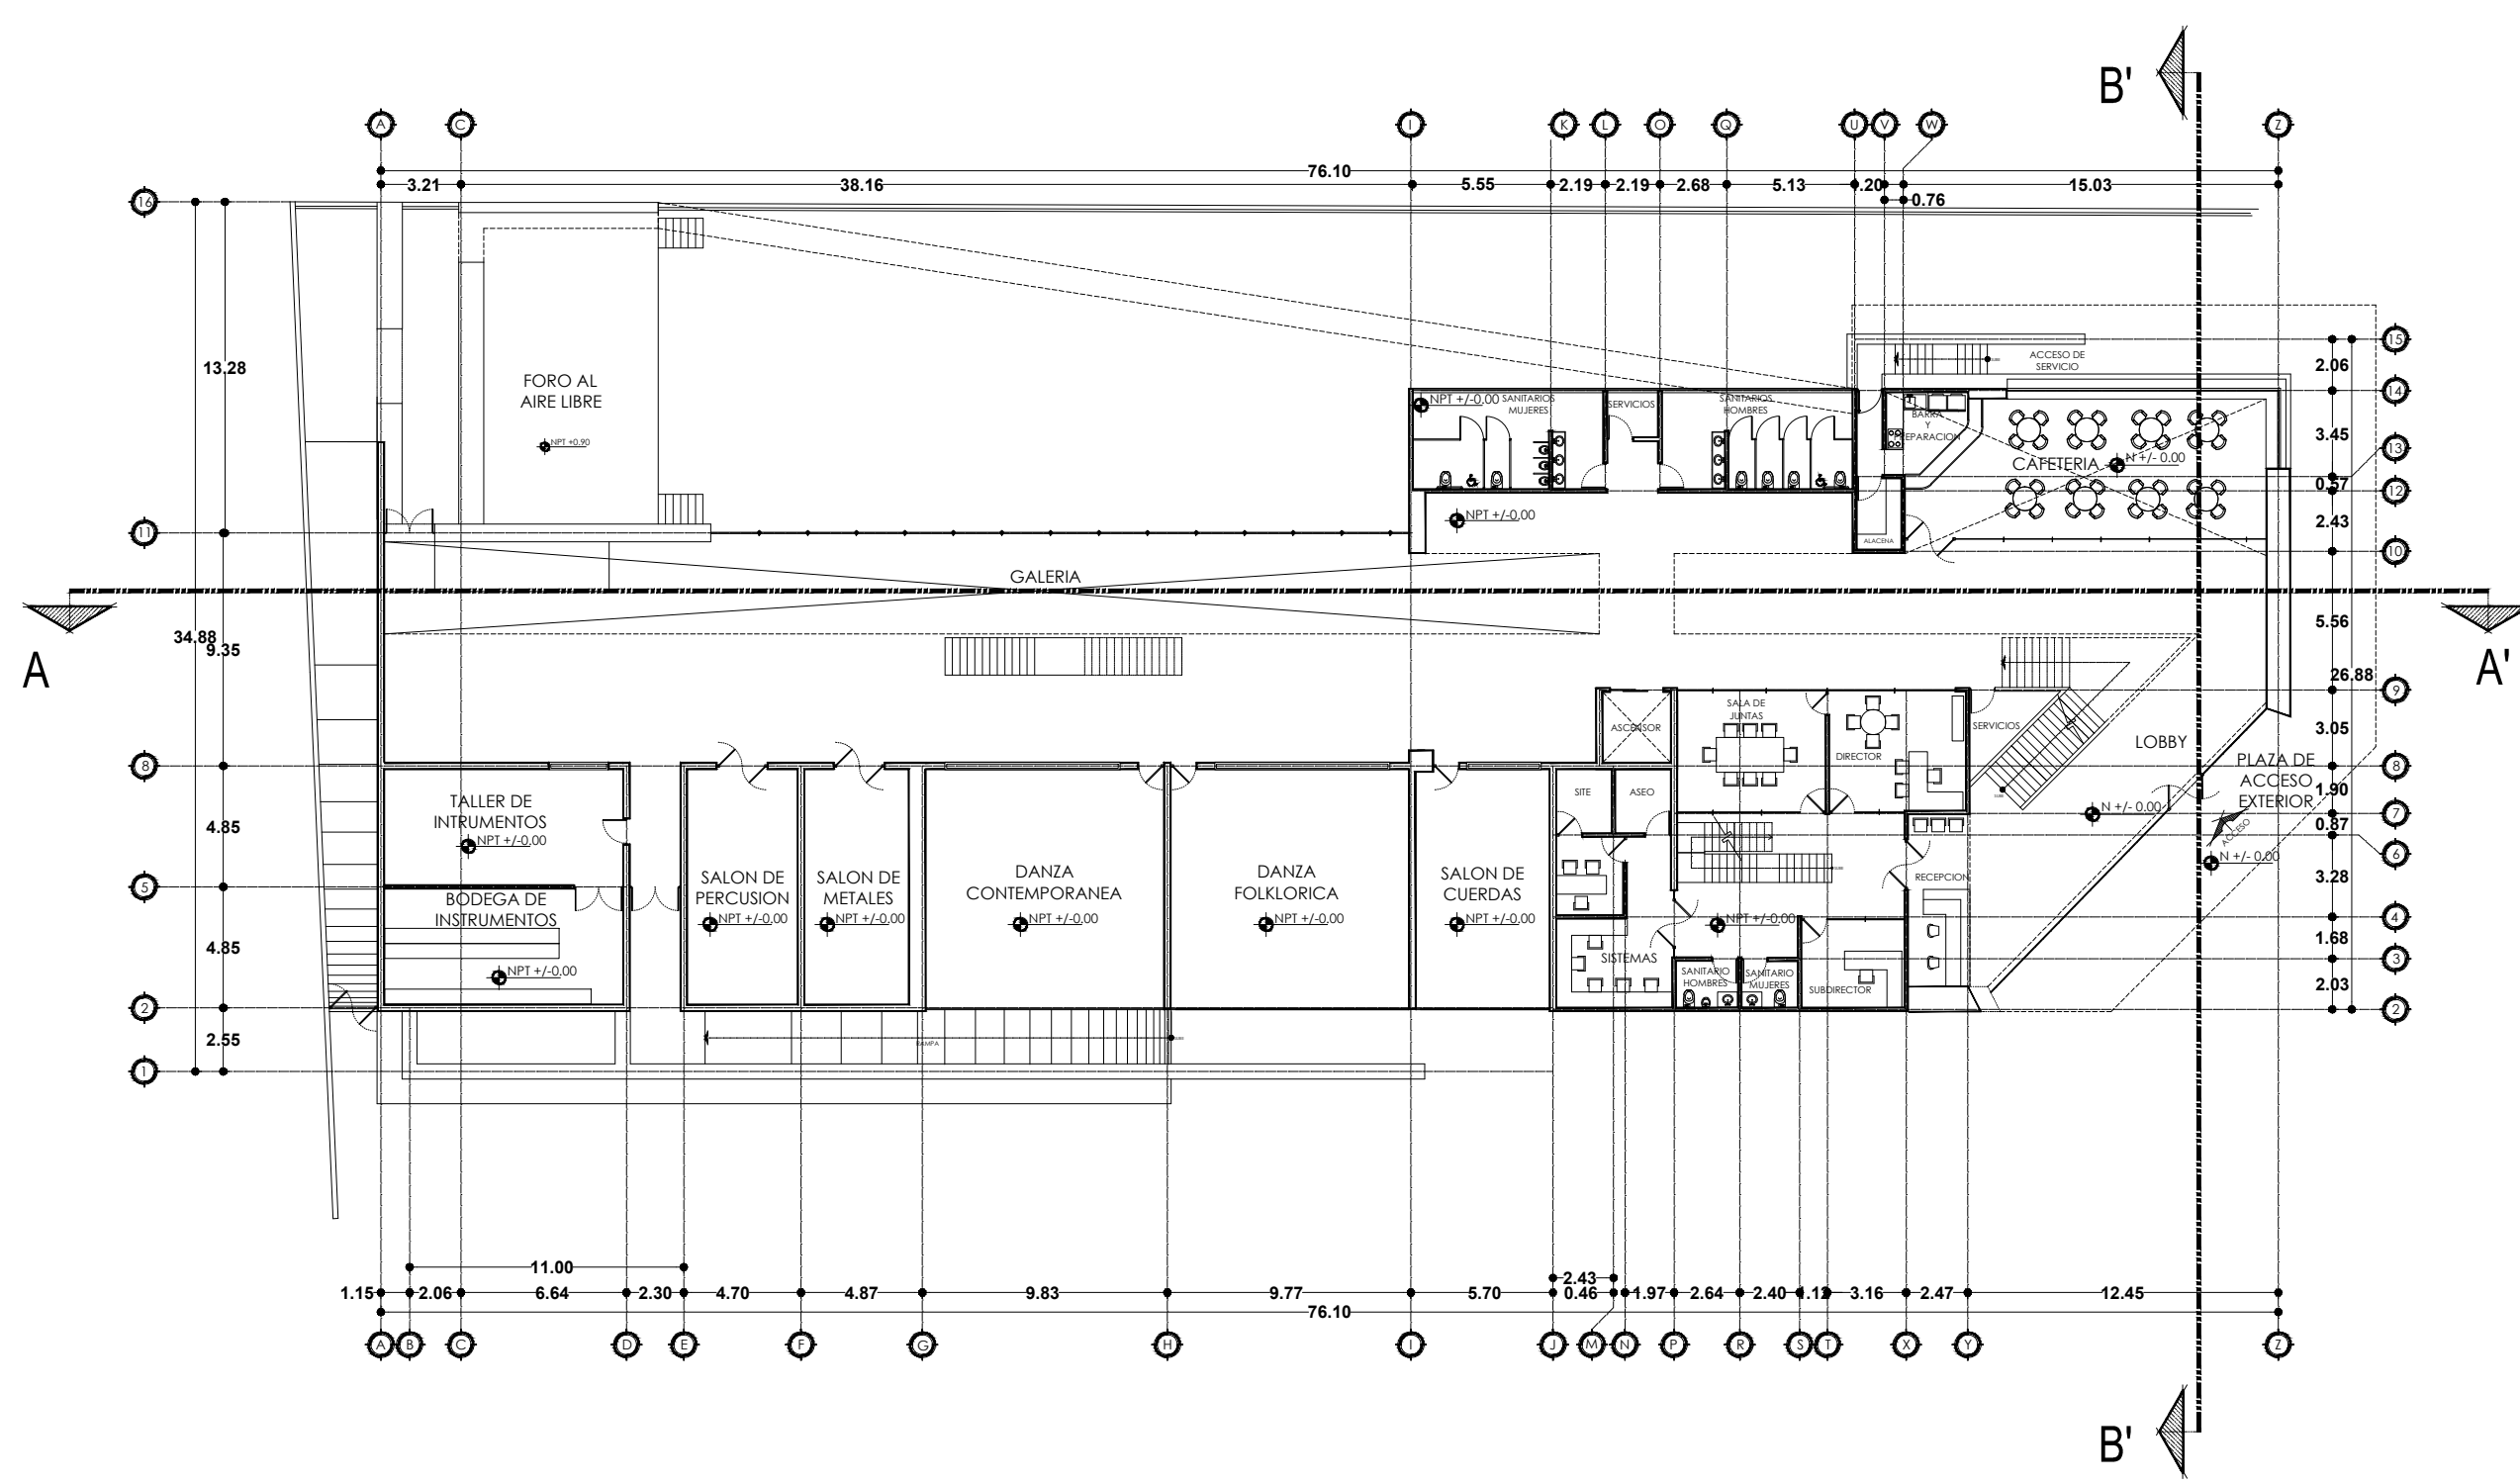 B'
A
C
I
K
L
O
Q
U
V
W
Z
76.10
3.21
38.16
5.55
2.19
2.19
2.68
5.13
.20
15.03
0.76
16
15
ACCESO DE
SERVICIO
2.06
13.28
FORO AL
AIRE LIBRE
NPT +0.90
14
NPT +/-0.00
SANITARIOS
MUJERES
SERVICIOS
SANITARIOS
HOMBRES
BARRA
Y
PREPARACION
3.45
13
CAFETERIA
N +/- 0.00
0.57
12
NPT +/-0.00
2.43
11
ALACENA
10
GALERIA
A
A'
5.56
34.88
9.35
26.88
9
ASCENSOR
SALA DE
JUNTAS
DIRECTOR
SERVICIOS
LOBBY
3.05
8
8
PLAZA DE
ACCESO
EXTERIOR
1.90
SITE
ASEO
TALLER DE
INTRUMENTOS
NPT +/-0.00
N +/- 0.00
7
4.85
0.87
ACCESO
6
N +/- 0.00
5
SALON DE
PERCUSION
NPT +/-0.00
SALON DE
METALES
NPT +/-0.00
DANZA
CONTEMPORANEA
NPT +/-0.00
DANZA
FOLKLORICA
NPT +/-0.00
SALON DE
CUERDAS
NPT +/-0.00
RECEPCION
3.28
BODEGA DE
INSTRUMENTOS
NPT +/-0.00
4
4.85
NPT +/-0.00
1.68
SISTEMAS
3
SANITARIO
HOMBRES
SANITARIO
MUJERES
SUBDIRECTOR
2.03
2
2
2.55
RAMPA
1
11.00
2.43
1.15
2.06
6.64
2.30
4.70
4.87
9.83
9.77
5.70
0.46
1.97
2.64
2.40
1.12
3.16
2.47
12.45
76.10
A
B
C
D
E
F
G
H
I
J
M
N
P
R
S
T
X
Y
Z
B'